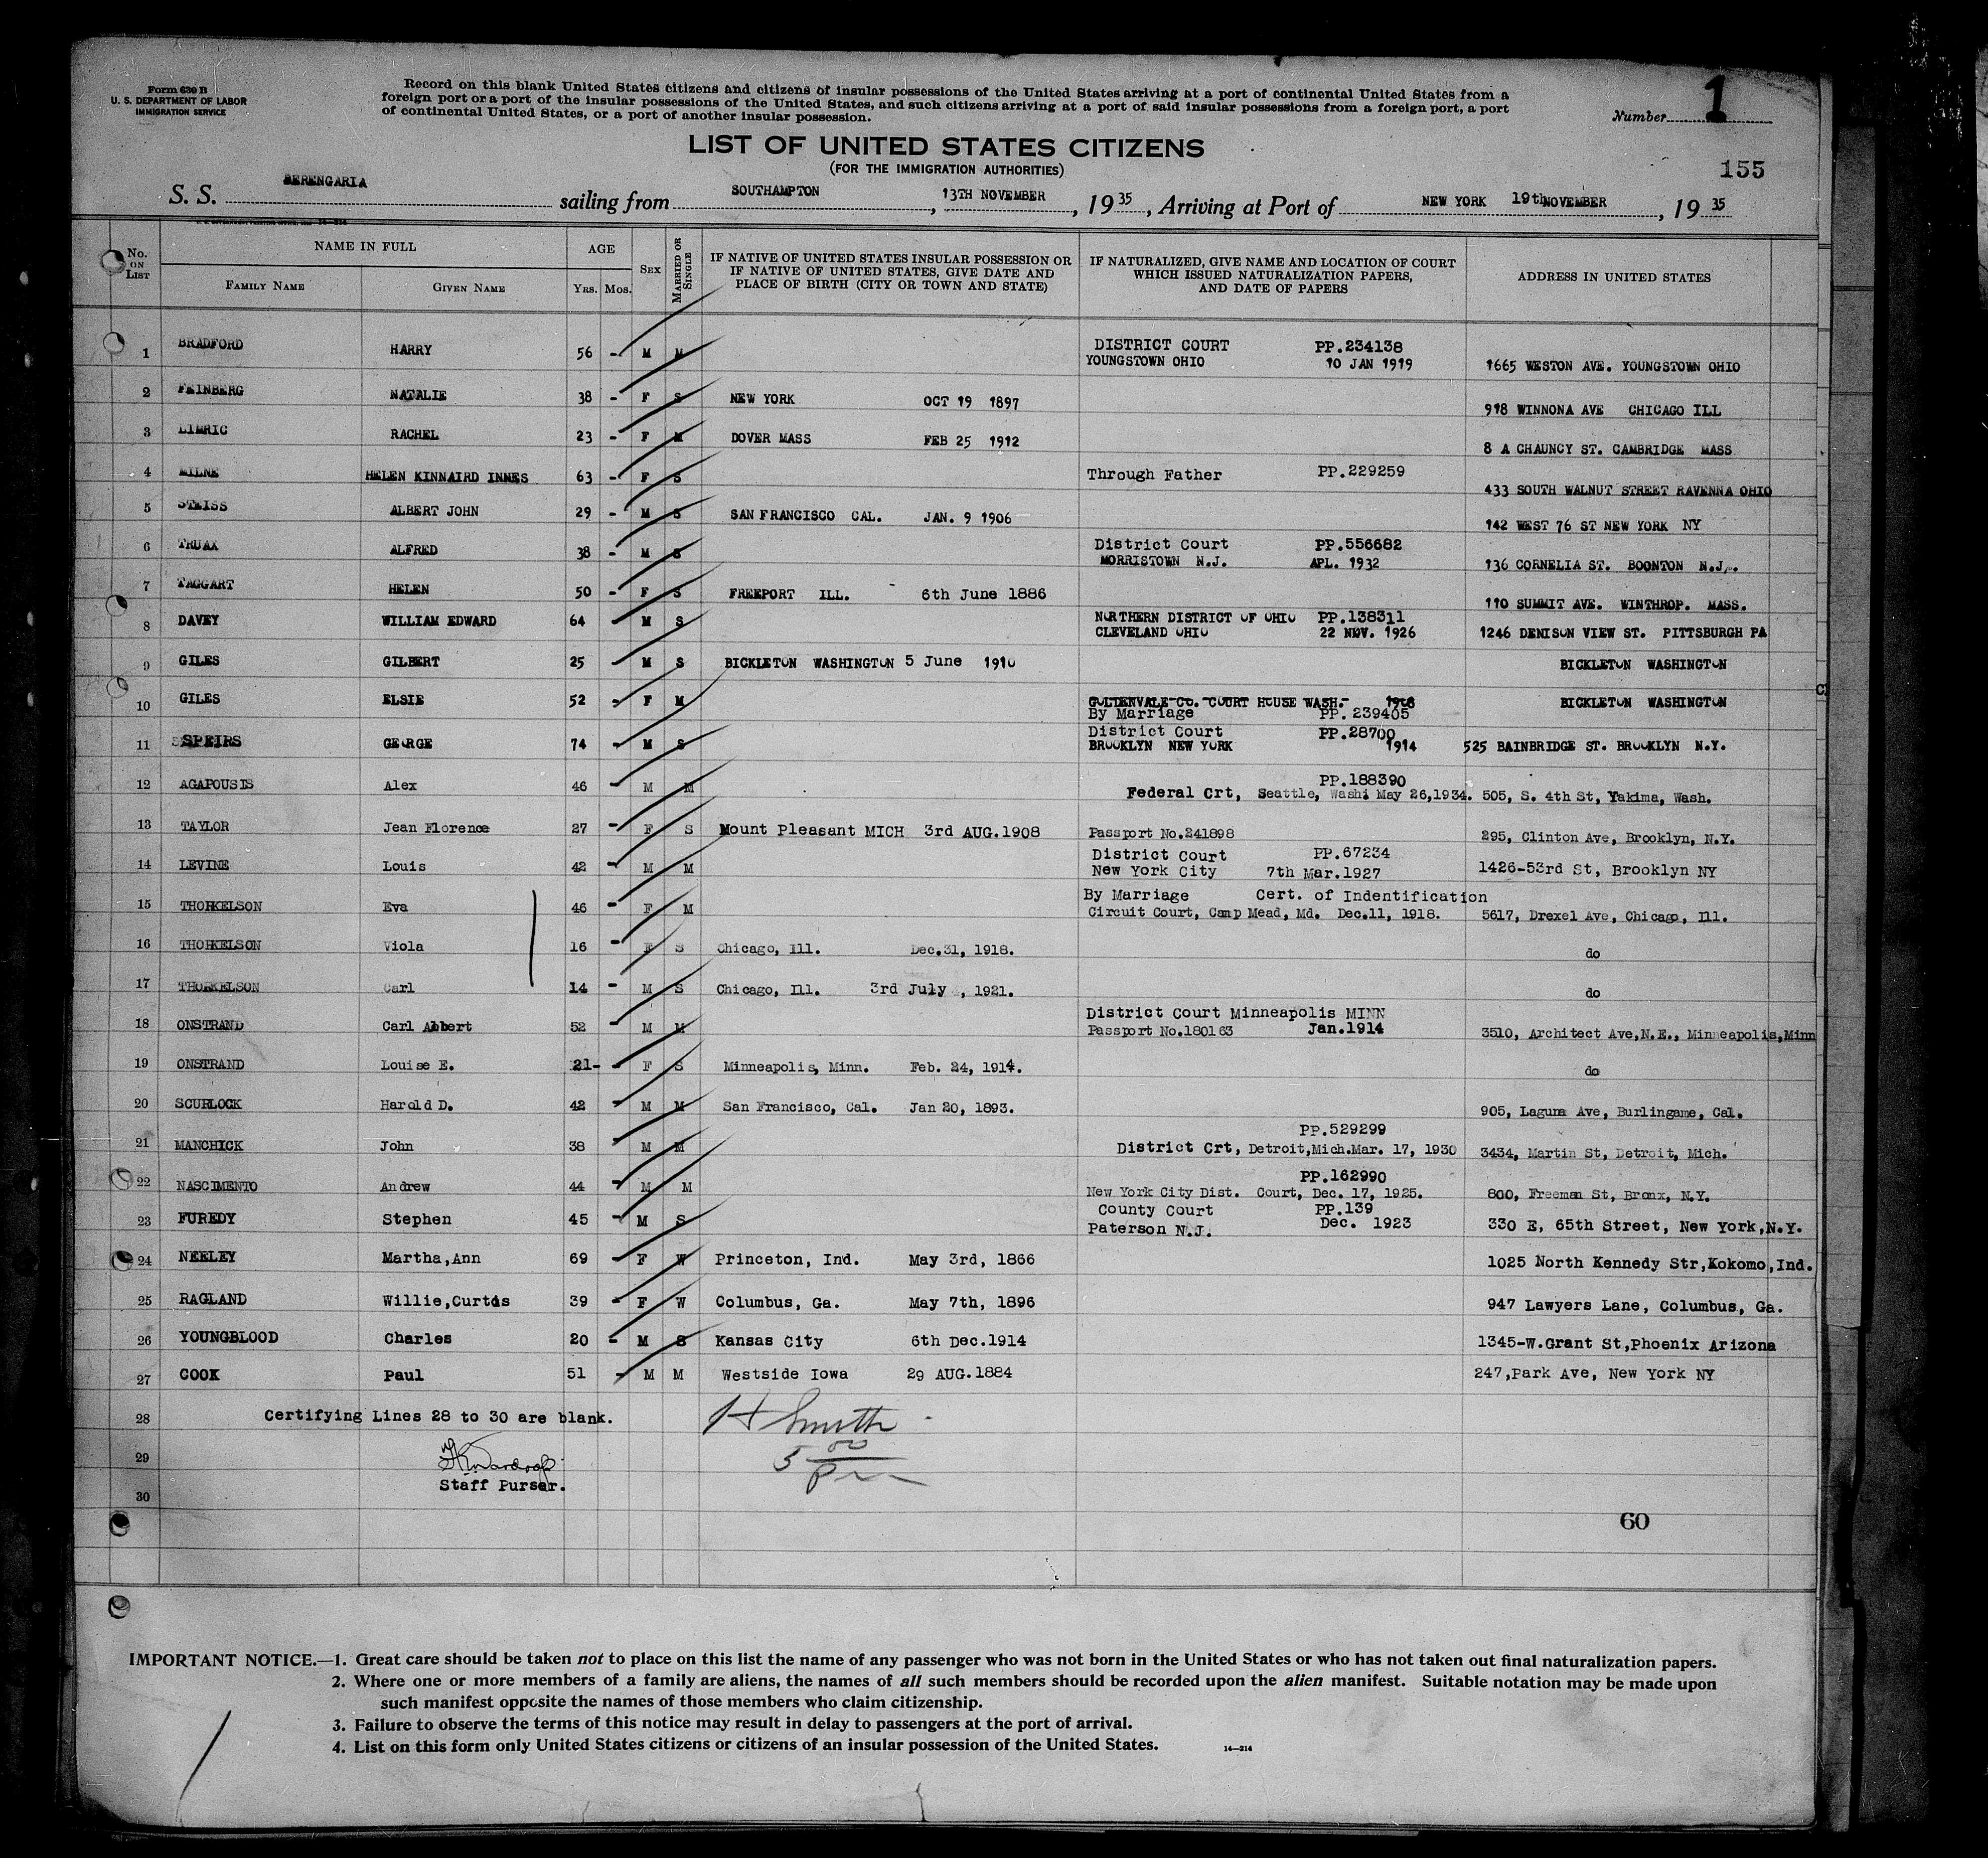 Form 630 B
U. S. DEPARTMENT OF LABOR
IMMIGRATION SERVICE
Record on this blank United States citizens and citizens of insular possessions of the United States arriving at a port of continental United States from a
foreign port or a port of the insular possessions of the United States, and such citizens arriving at a port of said insular possessions from a foreign port, a port
of continental United States, or a port of another insular possession.
Number 1
LIST OF UNITED STATES CITIZENS
(FOR THE IMMIGRATION AUTHORITIES)
155
S. S. BERENGARIA sailing from SOUTHAMPTON, 13TH NOVEMBER, 1935, Arriving at Port of NEW YORK 19th NOVEMBER, 1935
No. ON LIST
NAME IN FULL
FAMILY NAME
GIVEN NAME
AGE
YRS. MOS.
SEX
MARRIED OR SINGLE
IF NATIVE OF UNITED STATES INSULAR POSSESSION OR
IF NATIVE OF UNITED STATES, GIVE DATE AND
PLACE OF BIRTH (CITY OR TOWN AND STATE)
IF NATURALIZED, GIVE NAME AND LOCATION OF COURT
WHICH ISSUED NATURALIZATION PAPERS,
AND DATE OF PAPERS
ADDRESS IN UNITED STATES
1 BRADFORD HARRY 56 - M M DISTRICT COURT PP.234138
YOUNGSTOWN OHIO 10 JAN 1919 1665 WESTON AVE. YOUNGSTOWN OHIO
2 FEINBERG NATALIE 38 - F S NEW YORK OCT 19 1897
918 WINNONA AVE CHICAGO ILL
3 LIMRIC RACHEL 23 - F M DOVER MASS FEB 25 1912
8 A CHAUNCY ST. CAMBRIDGE MASS
4 MILNE HELEN KINNAIRD INNES 63 - F S Through Father PP.229259
433 SOUTH WALNUT STREET RAVENNA OHIO
5 STEISS ALBERT JOHN 29 - M S SAN FRANCISCO CAL. JAN. 9 1906
142 WEST 76 ST NEW YORK NY
6 TRUAX ALFRED 38 - M S District Court PP.556682
MORRISTOWN N.J. APL. 1932 136 CORNELIA ST. BOONTON N.J.
7 TAGGART HELEN 50 - F S FREEPORT ILL. 6th June 1886
110 SUMMIT AVE. WINTHROP. MASS.
8 DAVEY WILLIAM EDWARD 64 M S NORTHERN DISTRICT OF OHIO PP.138311
CLEVELAND OHIO 22 NOV. 1926 1246 DENISON VIEW ST. PITTSBURGH PA
9 GILES GILBERT 25 M S BICKLETON WASHINGTON 5 June 1910 BICKLETON WASHINGTON
10 GILES ELSIE 52 - F M GOLDENVALE CO. COURT HOUSE WASH. 1908 BICKLETON WASHINGTON
By Marriage PP. 239405
11 SPEIRS GEORGE 74 - M S District Court PP.28700
BROOKLYN NEW YORK 1914 525 BAINBRIDGE ST. BROOKLYN N.Y.
12 AGAPOUSIS Alex 46 - M M PP.188390
Federal Crt, Seattle, Wash. May 26,1934. 505, S. 4th St, Yakima, Wash.
13 TAYLOR Jean Florence 27 - F S Mount Pleasant MICH 3rd AUG.1908 Passport No.241898 295, Clinton Ave, Brooklyn, N.Y.
14 LEVINE Louis 42 - M M District Court PP.67234
New York City 7th Mar.1927 1426-53rd St, Brooklyn NY
15 THORKELSON Eva 46 - F M By Marriage Cert. of Indentification
Circuit Court, Camp Mead, Md. Dec.11, 1918. 5617, Drexel Ave, Chicago, Ill.
16 THORKELSON Viola 16 - F S Chicago, Ill. Dec.31, 1918. do
17 THORKELSON Carl 14 - M S Chicago, Ill. 3rd July, 1921. do
18 ONSTRAND Carl Albert 52 - M M District Court Minneapolis MINN
Passport No.180163 Jan.1914 3510, Architect Ave,N.E., Minneapolis,Minn
19 ONSTRAND Louise E. 21- F S Minneapolis, Minn. Feb. 24, 1914. do
20 SCURLOCK Harold D. 42 - M M San Francisco, Cal. Jan 20, 1893. 905, Laguna Ave, Burlingame, Cal.
21 MANCHICK John 38 - M M PP.529299
District Crt, Detroit,Mich.Mar. 17, 1930 3434, Martin St, Detroit, Mich.
22 NASCIMENTO Andrew 44 - M M PP.162990
New York City Dist. Court, Dec. 17, 1925. 800, Freeman St, Bronx, N.Y.
23 FUREDY Stephen 45 - M S County Court PP.139
Paterson N.J. Dec. 1923 330 E, 65th Street, New York,N.Y.
24 NEELEY Martha,Ann 69 - F W Princeton, Ind. May 3rd, 1866 1025 North Kennedy Str,Kokomo,Ind.
25 RAGLAND Willie,Curtis 39 - F W Columbus, Ga. May 7th, 1896 947 Lawyers Lane, Columbus, Ga.
26 YOUNGBLOOD Charles 20 - M S Kansas City 6th Dec.1914 1345-W.Grant St,Phoenix Arizona
27 COOK Paul 51 - M M Westside Iowa 29 AUG.1884 247,Park Ave, New York NY
28 Certifying Lines 28 to 30 are blank. H Smith
29 5 00
pm
Staff Purser.
30
60
IMPORTANT NOTICE.—1. Great care should be taken not to place on this list the name of any passenger who was not born in the United States or who has not taken out final naturalization papers.
2. Where one or more members of a family are aliens, the names of all such members should be recorded upon the alien manifest. Suitable notation may be made upon
such manifest opposite the names of those members who claim citizenship.
3. Failure to observe the terms of this notice may result in delay to passengers at the port of arrival.
4. List on this form only United States citizens or citizens of an insular possession of the United States.
14—214